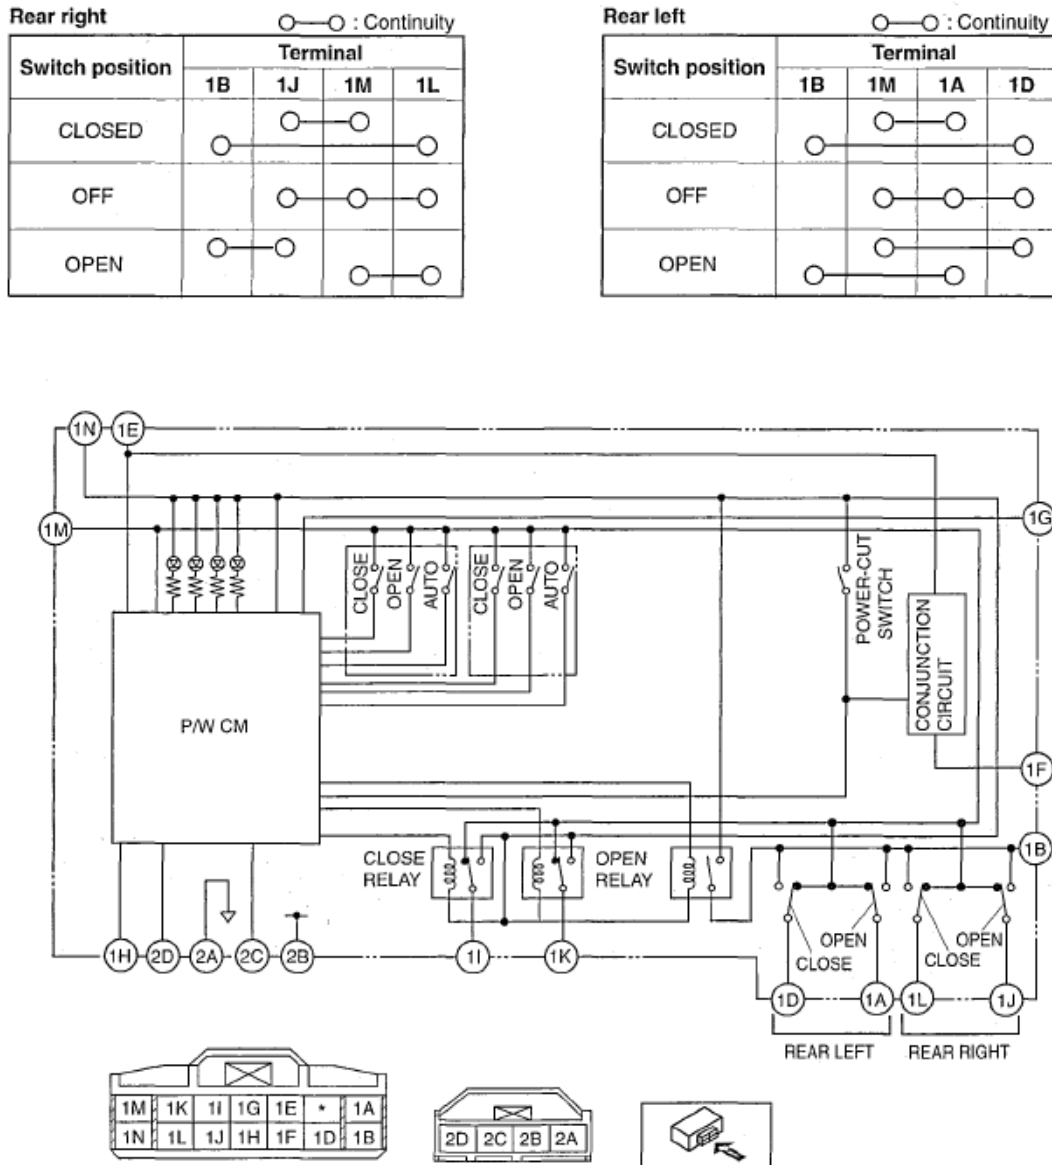 Rear right
: Continuity
Switch position
Terminal
1B 1J 1M 1L
CLOSED
OFF
OPEN
Rear left
: Continuity
Switch position
Terminal
1B 1M 1A 1D
CLOSED
OFF
OPEN
1N 1E
1M
1G
CLOSE
OPEN
AUTO
CLOSE
OPEN
AUTO
POWER-CUT
SWITCH
CONJUNCTION
CIRCUIT
P/W CM
1F
1B
CLOSE
RELAY
OPEN
RELAY
OPEN
CLOSE
OPEN
CLOSE
1H 2D 2A 2C 2B 1I 1K
1D 1A 1L 1J
REAR LEFT REAR RIGHT
1M 1K 1I 1G 1E * 1A
1N 1L 1J 1H 1F 1D 1B
2D 2C 2B 2A